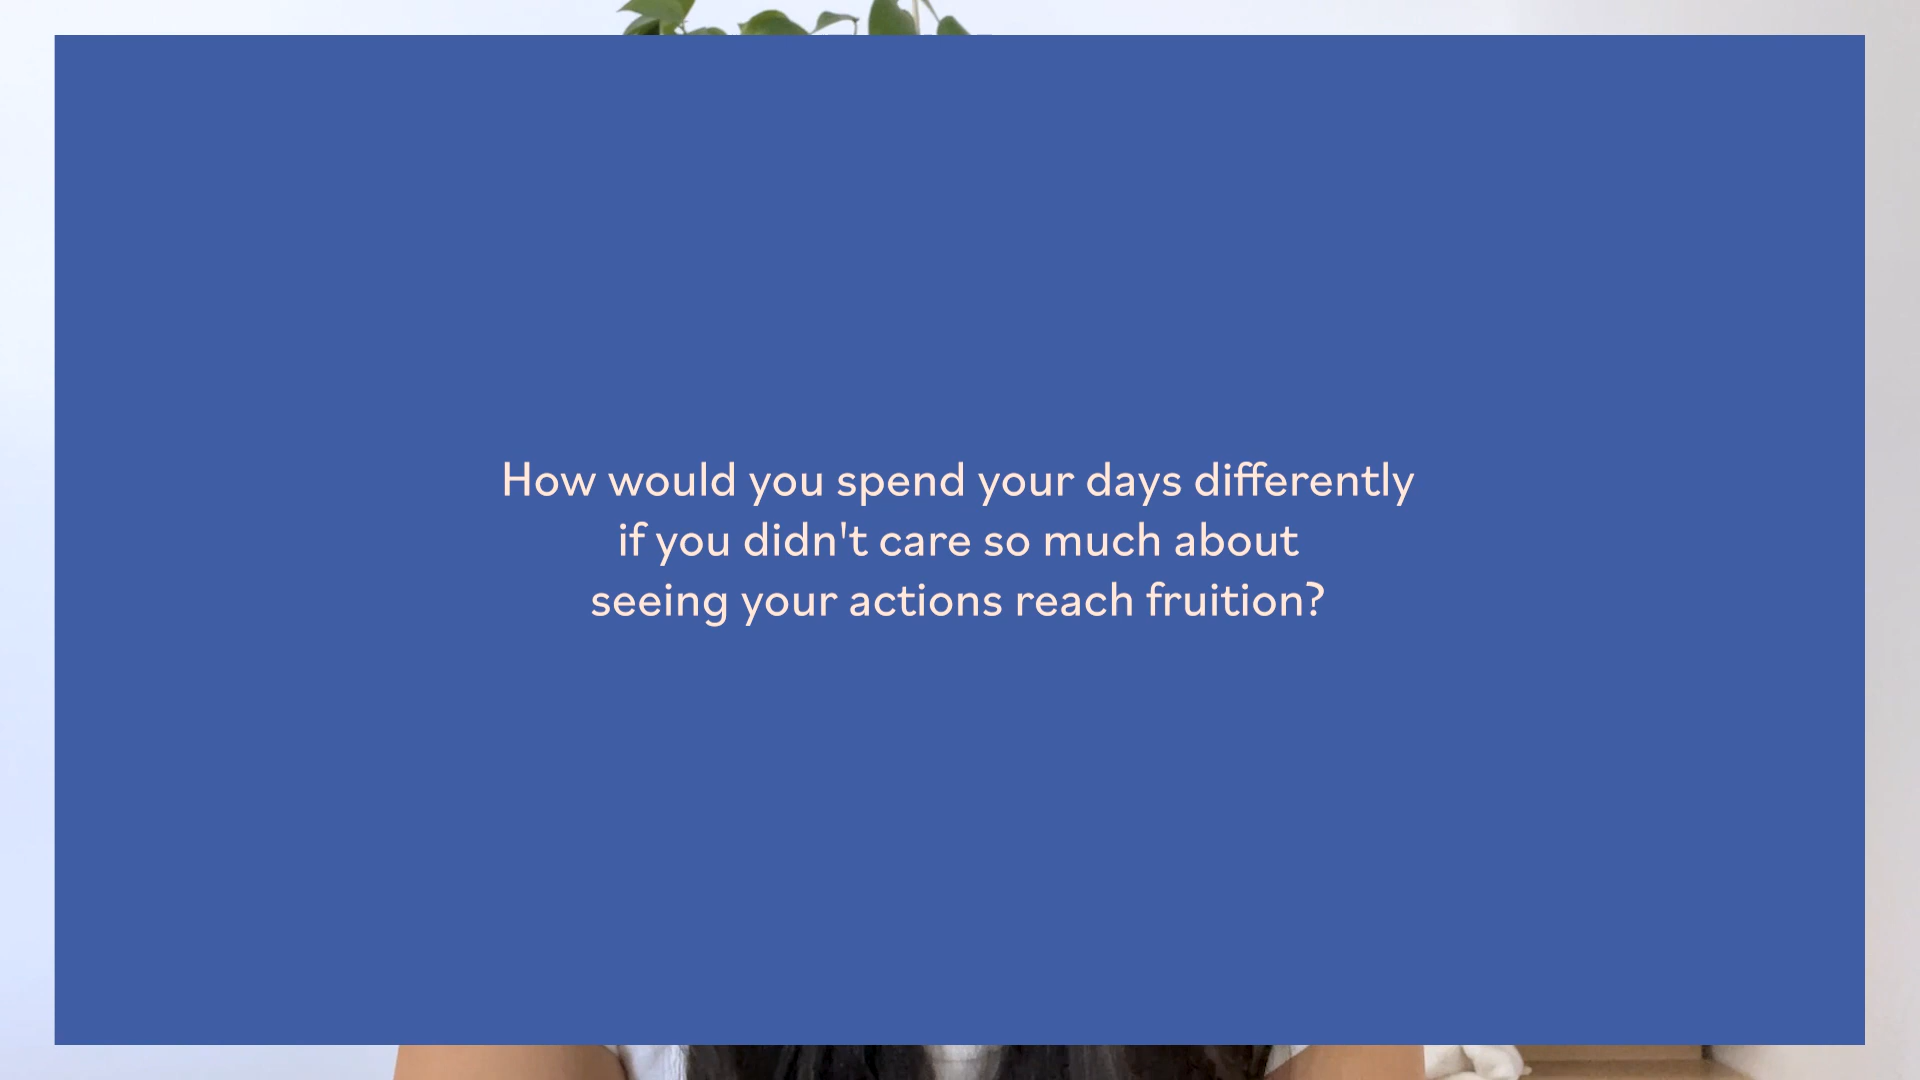 How would you spend your days differently
if you didn't care so much about
seeing your actions reach fruition?